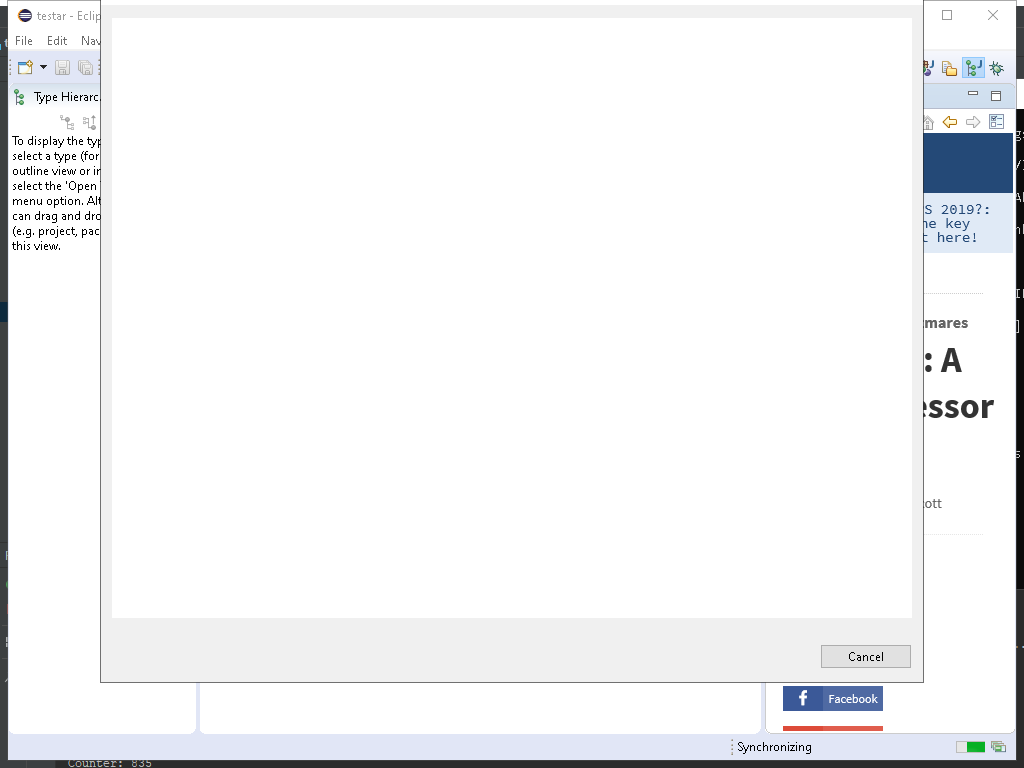 testar - Eclip
File Edit Nav
Type Hierarc
To display the typ
select a type (for
outline view or in
select the 'Open
menu option. Alt
can drag and dro
(e.g. project, pac
this view.
S 2019?:
he key
t here!
mares
: A
essor
cott
Cancel
f Facebook
Synchronizing
Counter: 835